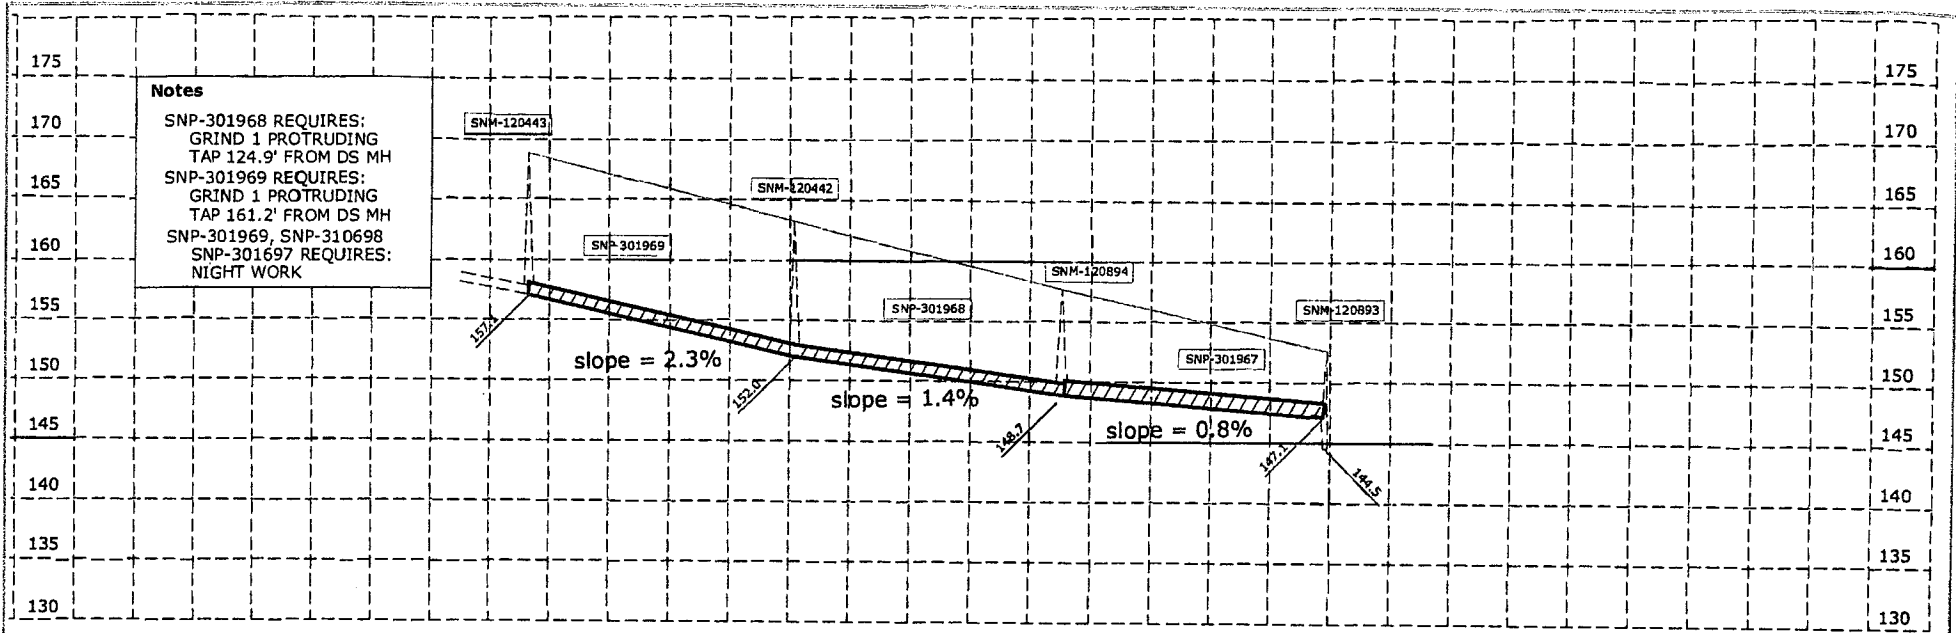 175
170
165
160
155
150
145
140
135
130
Notes
SNP-301968 REQUIRES:
GRIND 1 PROTRUDING
TAP 124.9' FROM DS MH
SNP-301969 REQUIRES:
GRIND 1 PROTRUDING
TAP 161.2' FROM DS MH
SNP-301969, SNP-310698
SNP-301697 REQUIRES:
NIGHT WORK
SNM-120443
SNM-120442
SNP-301969
SNM-120894
SNP-301968
SNM-120893
SNP-301967
157.1
slope = 2.3%
152.0
slope = 1.4%
148.7
slope = 0.8%
147.1
144.5
175
170
165
160
155
150
145
140
135
130